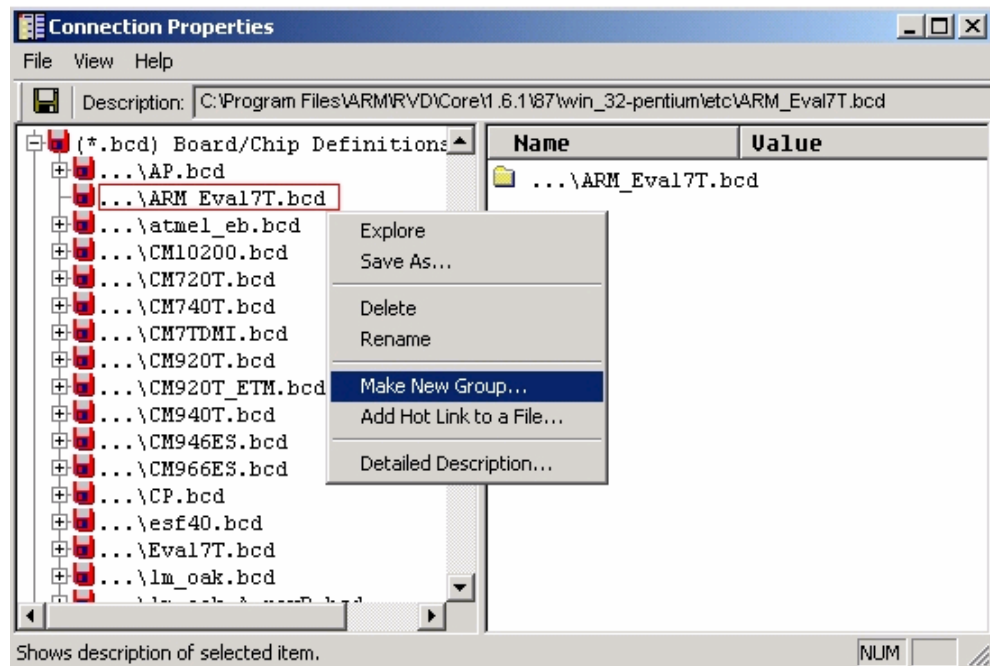 Connection Properties
File View Help
Description: C:\Program Files\ARM\RVD\Core\1.6.1\87\win_32-pentium\etc\ARM_Eval7T.bcd
(*.bcd) Board/Chip Definitions
...\AP.bcd
...\ARM_Eval7T.bcd
...\atmel_eb.bcd
...\CM10200.bcd
...\CM720T.bcd
...\CM740T.bcd
...\CM7TDMI.bcd
...\CM920T.bcd
...\CM920T_ETM.bcd
...\CM940T.bcd
...\CM946ES.bcd
...\CM966ES.bcd
...\CP.bcd
...\esf40.bcd
...\Eval7T.bcd
...\lm_oak.bcd
Name Value
...\ARM_Eval7T.bcd
Explore
Save As...
Delete
Rename
Make New Group...
Add Hot Link to a File...
Detailed Description...
Shows description of selected item.
NUM